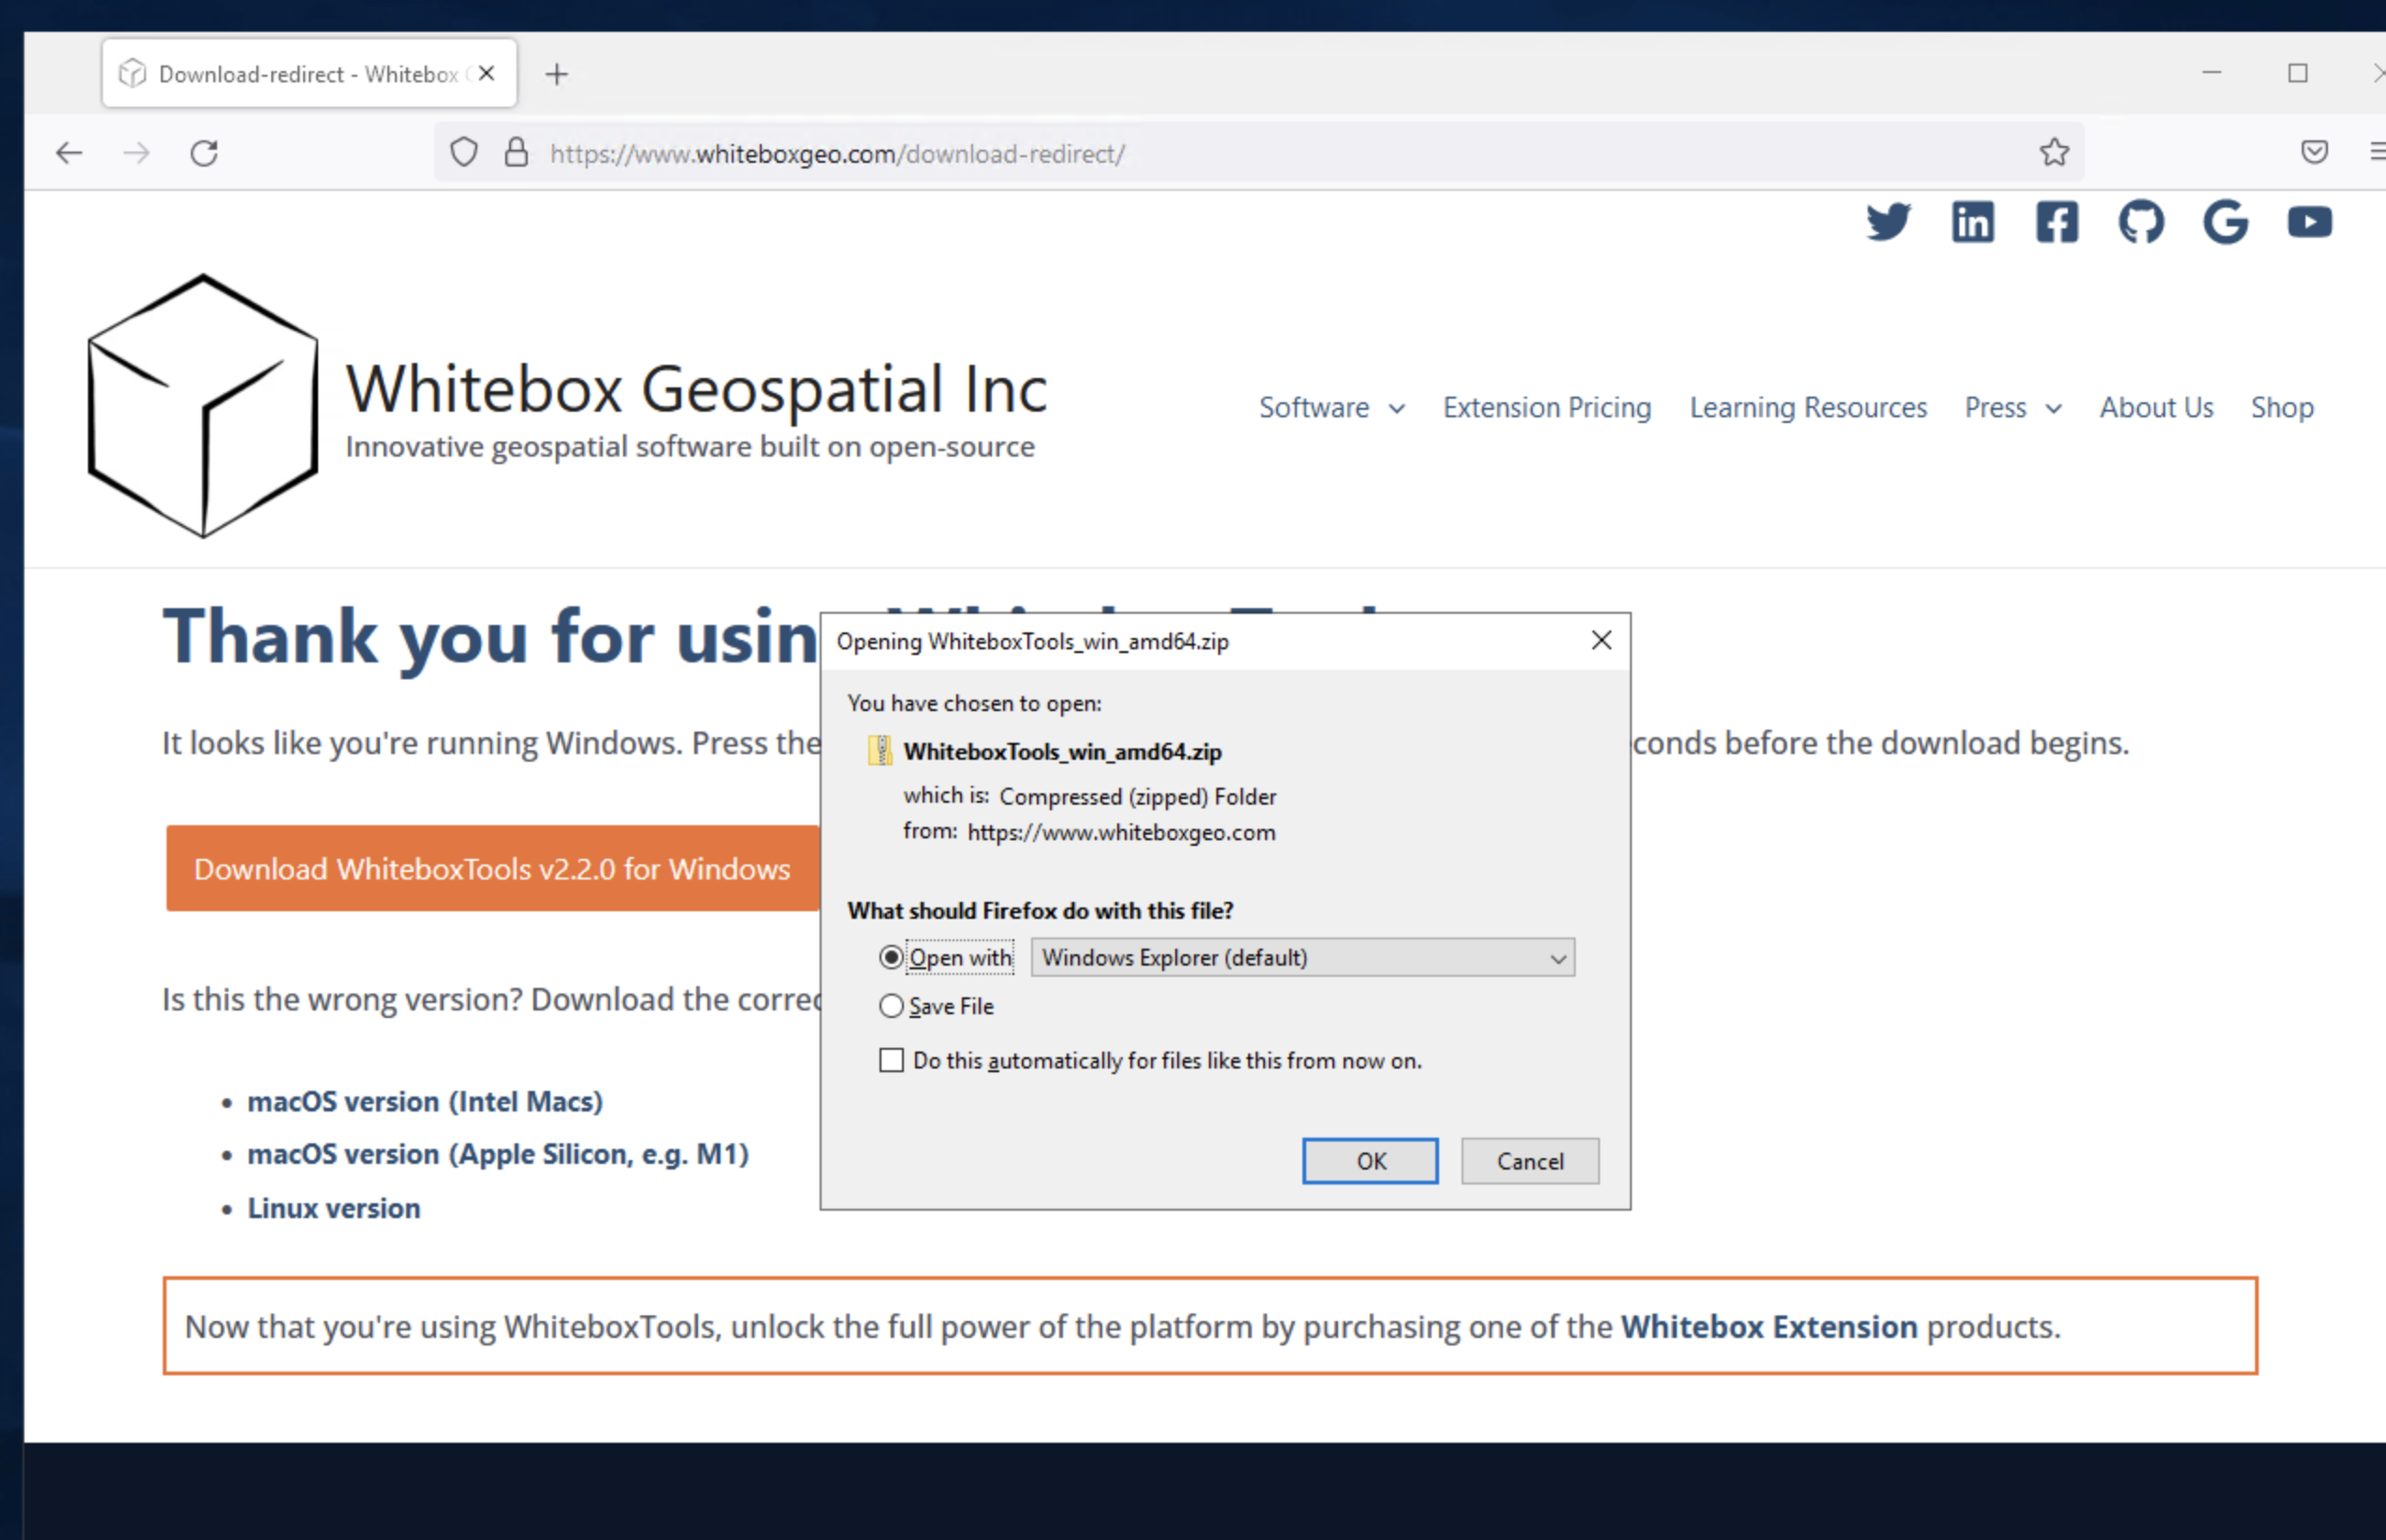 Download-redirect - Whitebox
https://www.whiteboxgeo.com/download-redirect/
Whitebox Geospatial Inc
Innovative geospatial software built on open-source
Software Extension Pricing Learning Resources Press About Us Shop
Thank you for usin
Opening WhiteboxTools_win_amd64.zip
You have chosen to open:
WhiteboxTools_win_amd64.zip
which is: Compressed (zipped) Folder
from: https://www.whiteboxgeo.com
What should Firefox do with this file?
Open with Windows Explorer (default)
Save File
Do this automatically for files like this from now on.
OK Cancel
It looks like you're running Windows. Press the
conds before the download begins.
Download WhiteboxTools v2.2.0 for Windows
Is this the wrong version? Download the correc
• macOS version (Intel Macs)
• macOS version (Apple Silicon, e.g. M1)
• Linux version
Now that you're using WhiteboxTools, unlock the full power of the platform by purchasing one of the Whitebox Extension products.